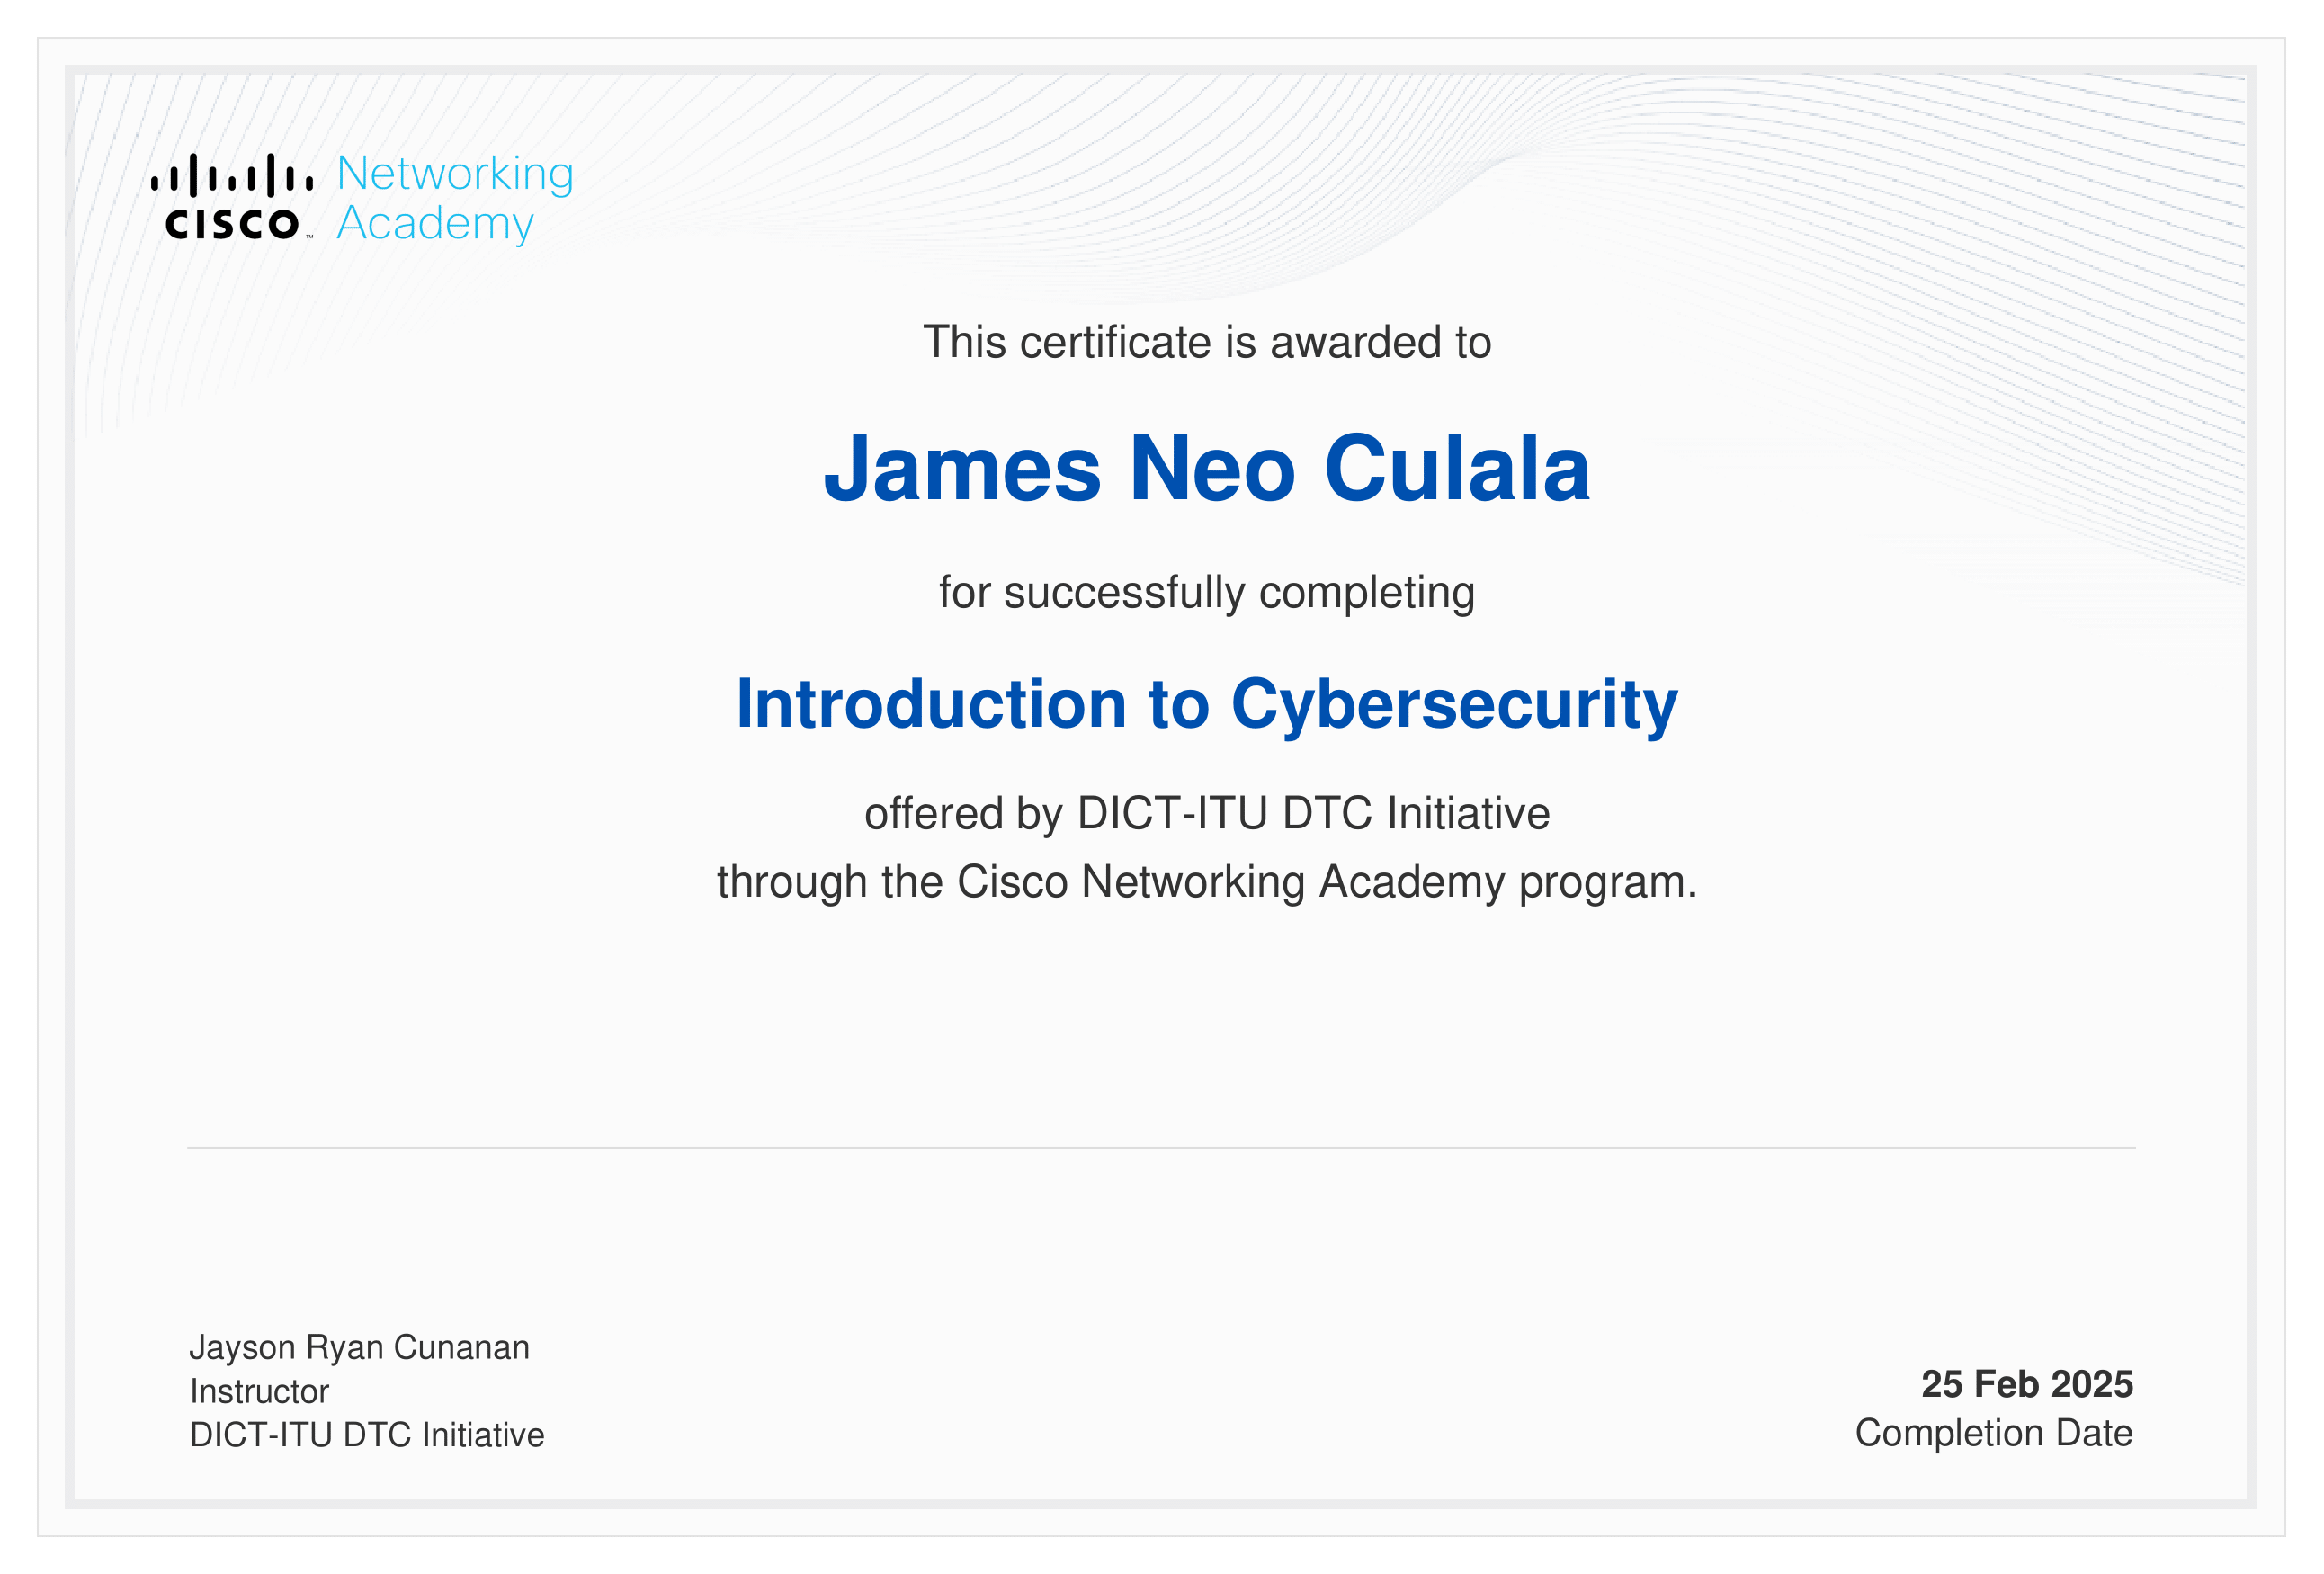 Networking
Academy
CISCO™
This certificate is awarded to
James Neo Culala
for successfully completing
Introduction to Cybersecurity
offered by DICT-ITU DTC Initiative
through the Cisco Networking Academy program.
Jayson Ryan Cunanan
Instructor
DICT-ITU DTC Initiative
25 Feb 2025
Completion Date